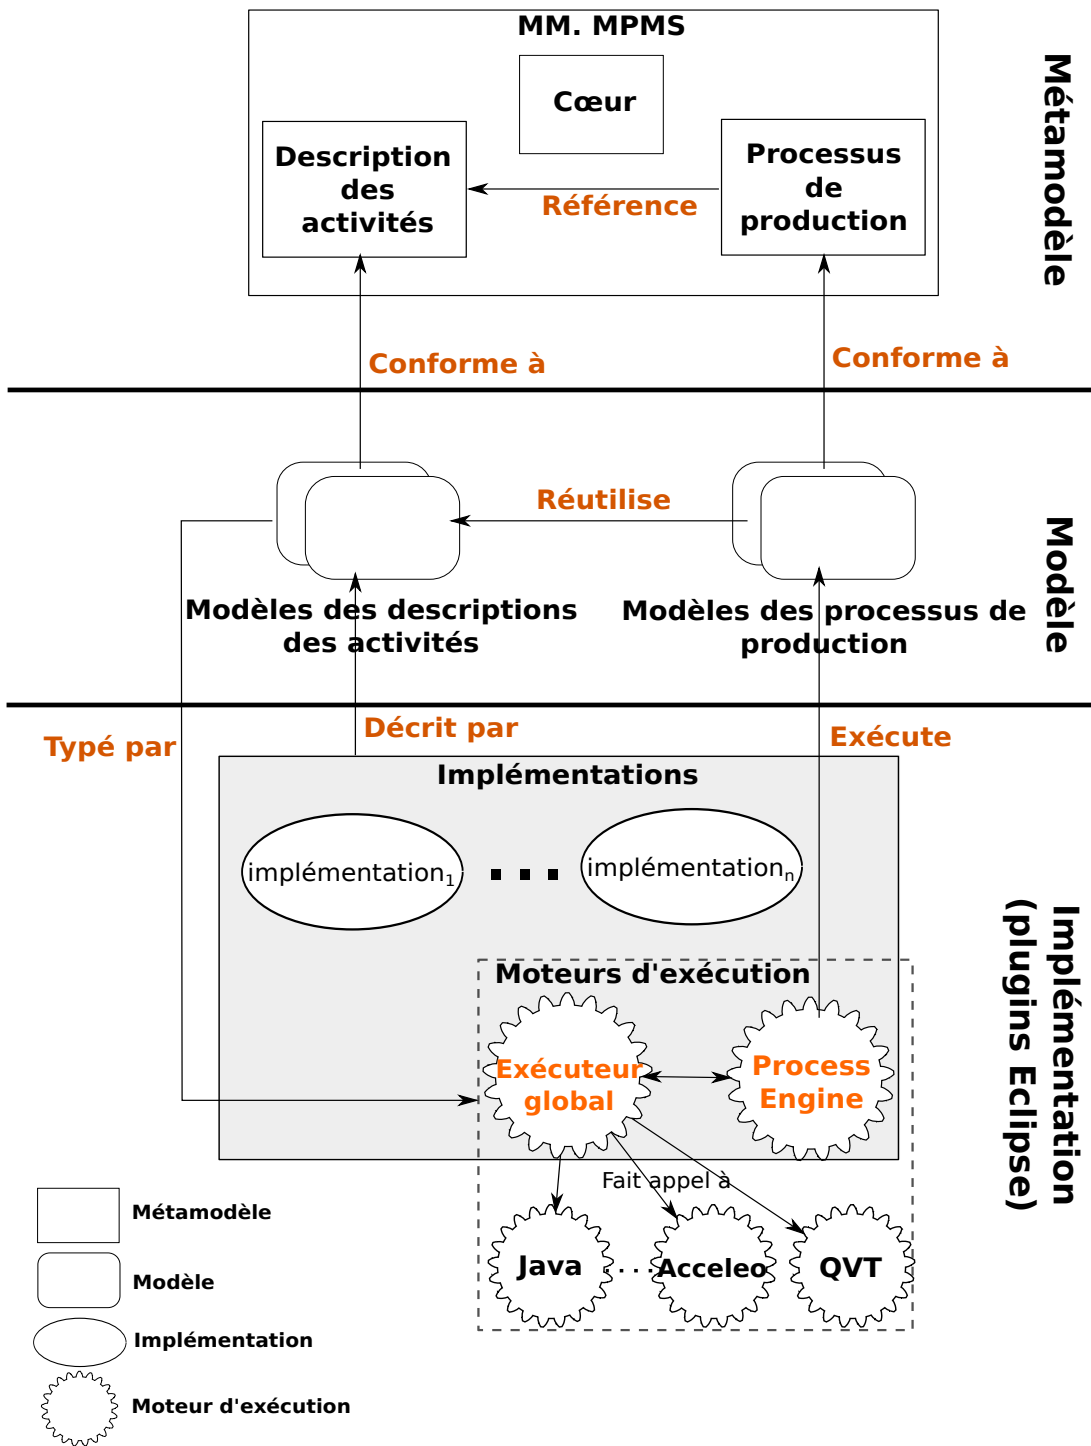 MM. MPMS
Cœur
Description
des
activités
Processus
de
production
Référence
Métamodèle
Conforme à
Conforme à
Réutilise
Modèles des descriptions
des activités
Modèles des processus de
production
Modèle
Typé par
Décrit par
Exécute
Implémentations
implémentation1
...
implémentationn
Moteurs d'exécution
Exécuteur
global
Process
Engine
Implémentation
(plugins Eclipse)
Fait appel à
Java
.....
Acceleo
QVT
Métamodèle
Modèle
Implémentation
Moteur d'exécution